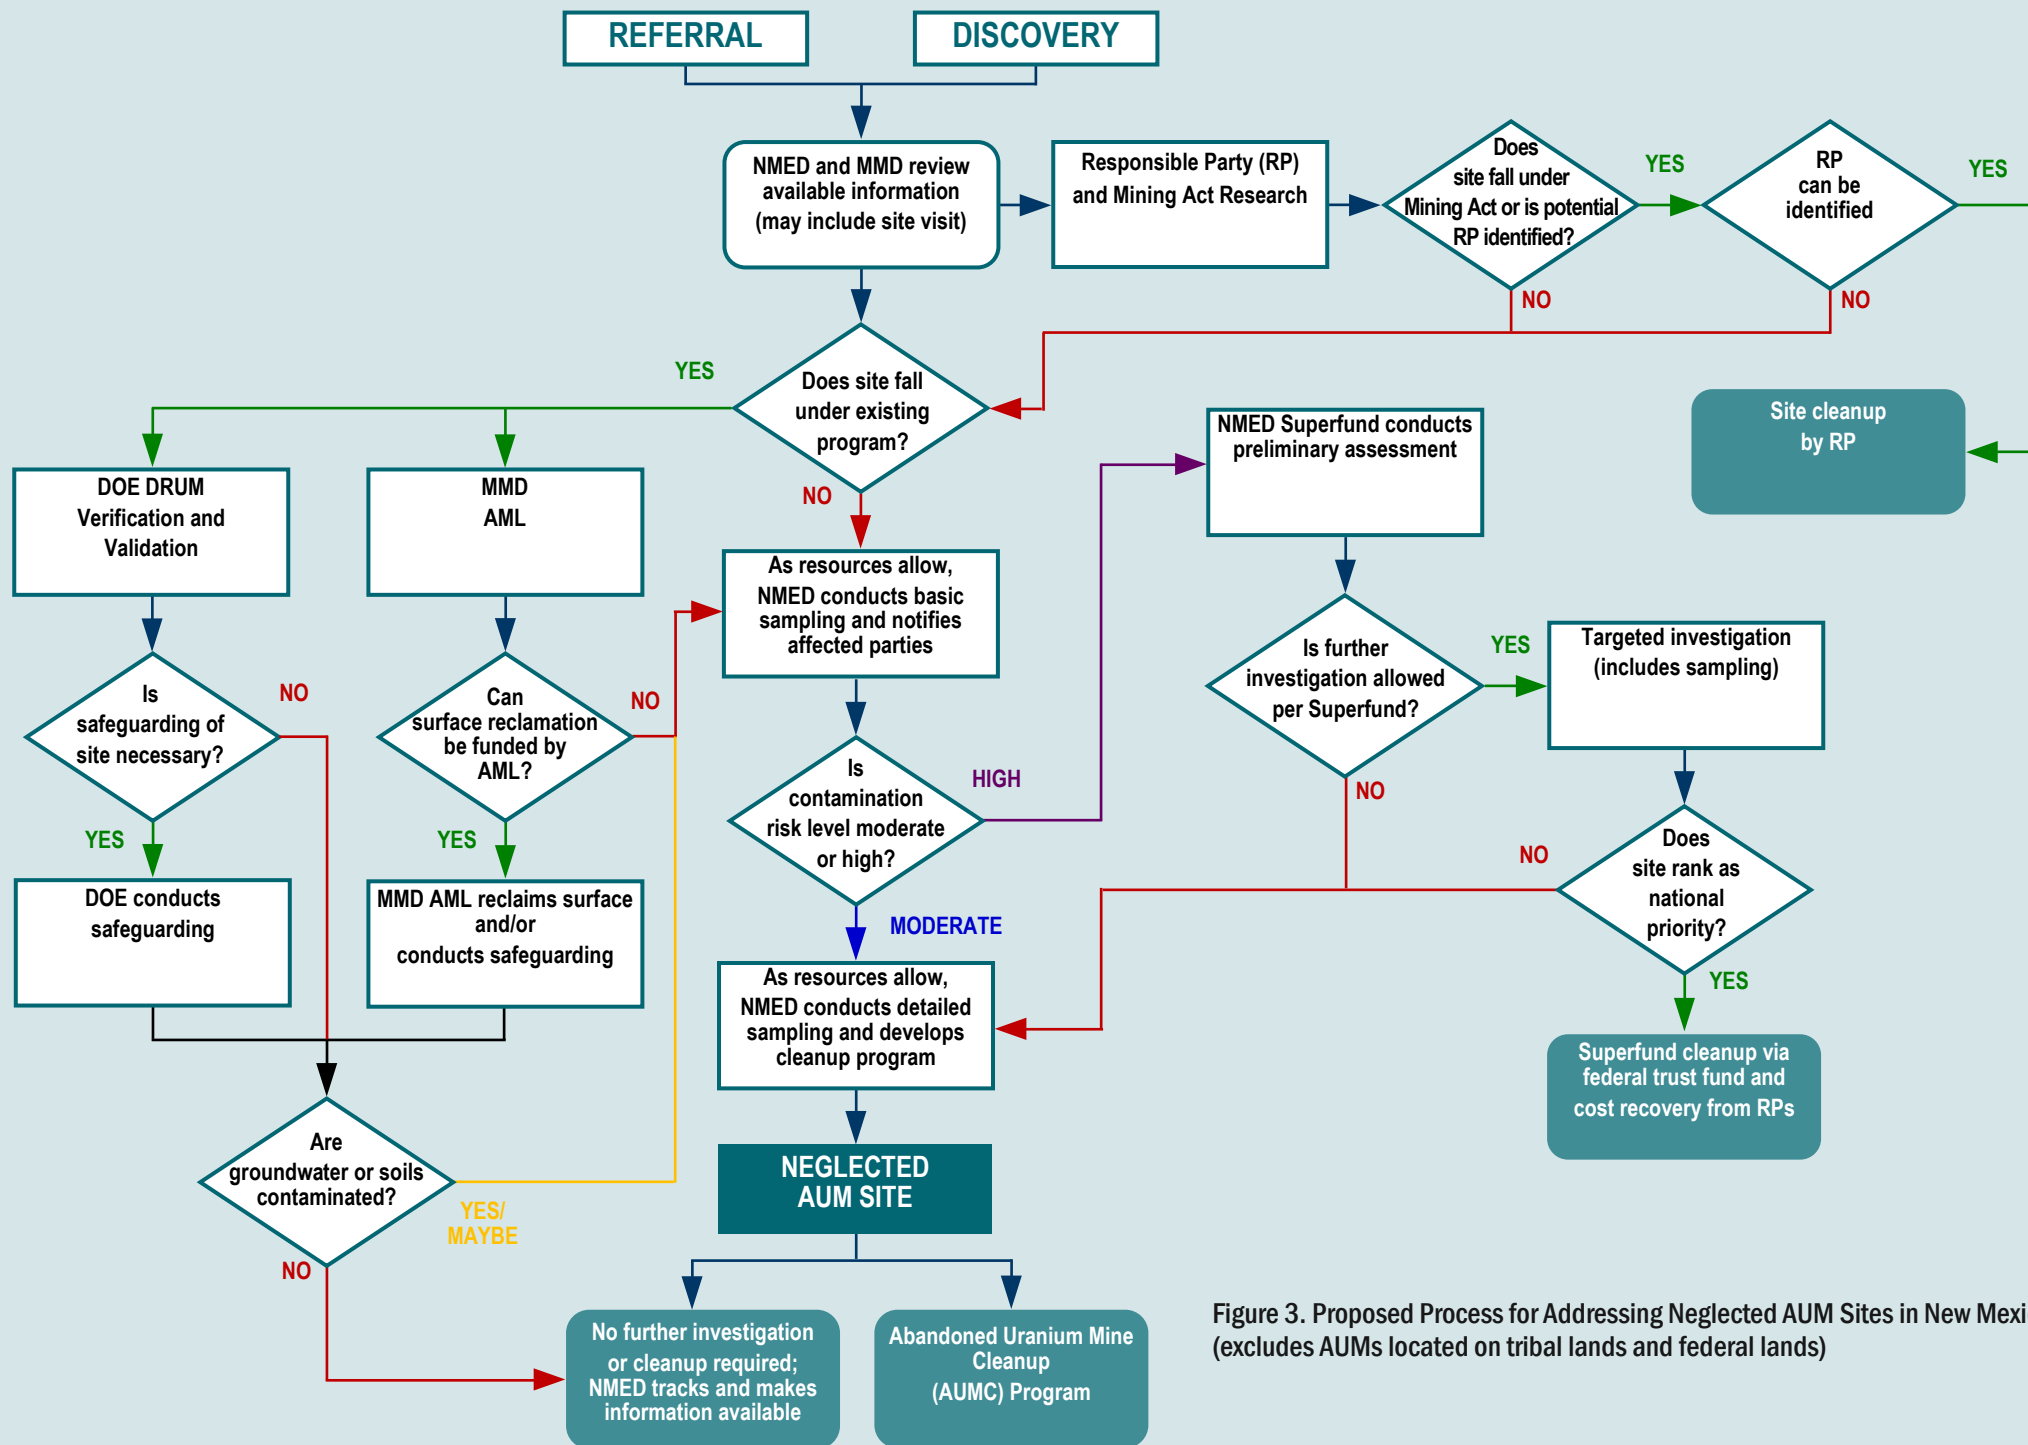 REFERRAL
DISCOVERY
NMED and MMD review
available information
(may include site visit)
Responsible Party (RP)
and Mining Act Research
Does
site fall under
Mining Act or is potential
RP identified?
YES
RP
can be
identified
YES
NO
NO
YES
Does site fall
under existing
program?
NO
Site cleanup
by RP
NMED Superfund conducts
preliminary assessment
DOE DRUM
Verification and
Validation
MMD
AML
As resources allow,
NMED conducts basic
sampling and notifies
affected parties
Is further
investigation allowed
per Superfund?
YES
NO
Targeted investigation
(includes sampling)
Is
safeguarding of
site necessary?
NO
YES
Can
surface reclamation
be funded by
AML?
NO
YES
Is
contamination
risk level moderate
or high?
HIGH
MODERATE
Does
site rank as
national
priority?
NO
YES
DOE conducts
safeguarding
MMD AML reclaims surface
and/or
conducts safeguarding
As resources allow,
NMED conducts detailed
sampling and develops
cleanup program
Superfund cleanup via
federal trust fund and
cost recovery from RPs
Are
groundwater or soils
contaminated?
YES/
MAYBE
NO
NEGLECTED
AUM SITE
No further investigation
or cleanup required;
NMED tracks and makes
information available
Abandoned Uranium Mine
Cleanup
(AUMC) Program
Figure 3. Proposed Process for Addressing Neglected AUM Sites in New Mexi
(excludes AUMs located on tribal lands and federal lands)